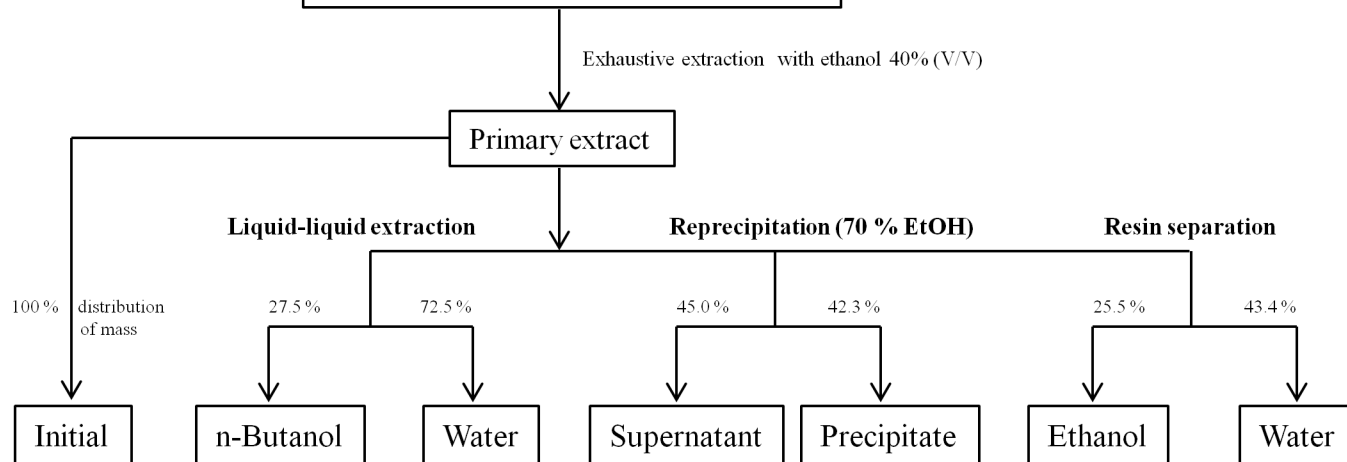 Exhaustive extraction with ethanol 40% (V/V)
Primary extract
Liquid-liquid extraction
Reprecipitation (70 % EtOH)
Resin separation
100 %
distribution
of mass
27.5 %
72.5 %
45.0 %
42.3 %
25.5 %
43.4 %
Initial
n-Butanol
Water
Supernatant
Precipitate
Ethanol
Water